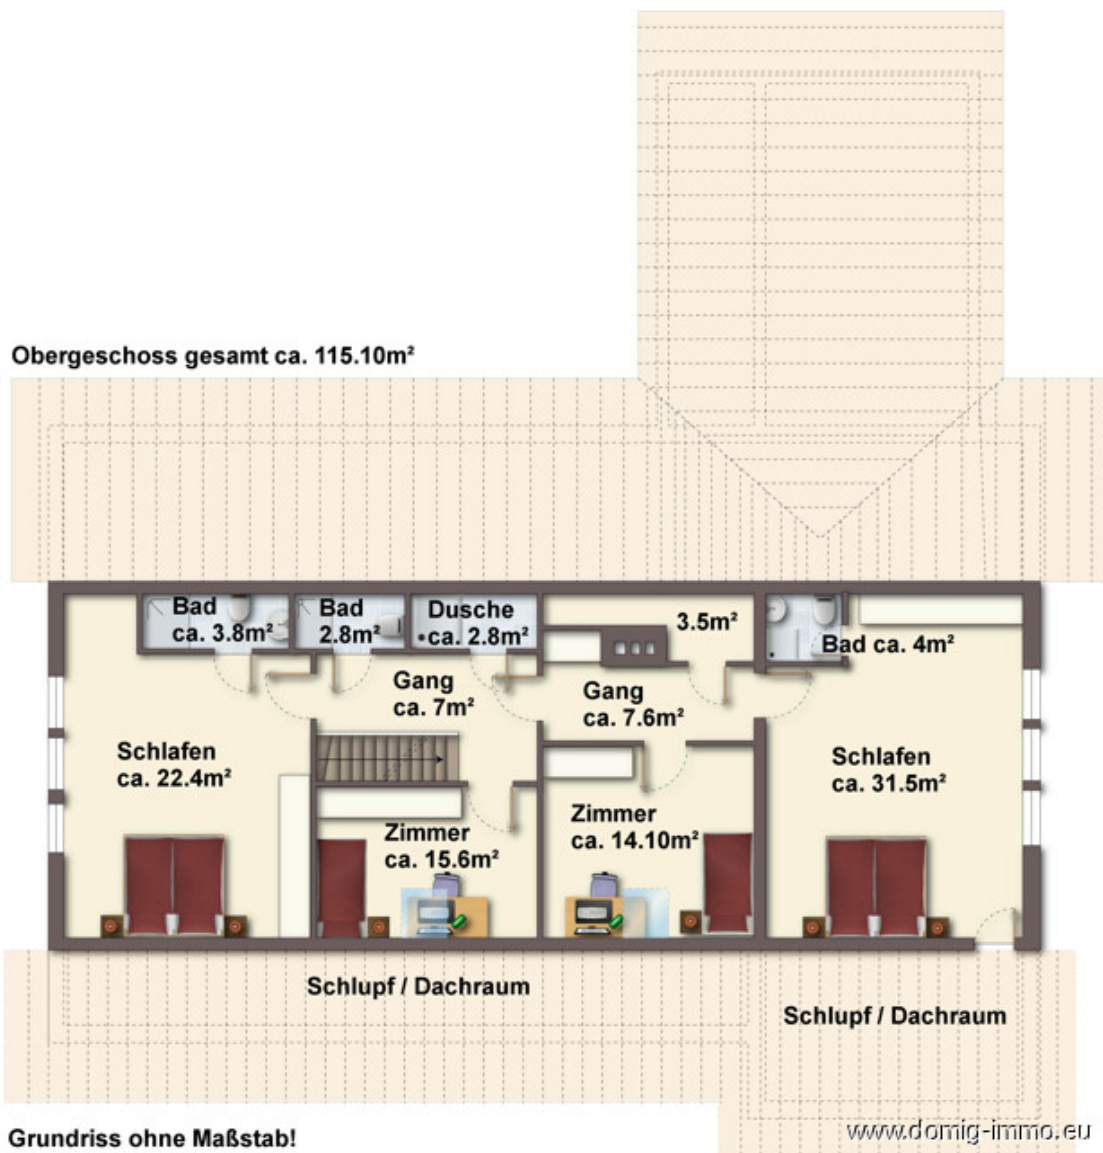 Obergeschoss gesamt ca. 115.10m²
Bad
ca. 3.8m²
Bad
2.8m²
Dusche
ca. 2.8m²
3.5m²
Bad ca. 4m²
Gang
ca. 7m²
Gang
ca. 7.6m²
Schlafen
ca. 22.4m²
Schlafen
ca. 31.5m²
Zimmer
ca. 15.6m²
Zimmer
ca. 14.10m²
Schlupf / Dachraum
Schlupf / Dachraum
Grundriss ohne Maßstab!
www.domig-immo.eu